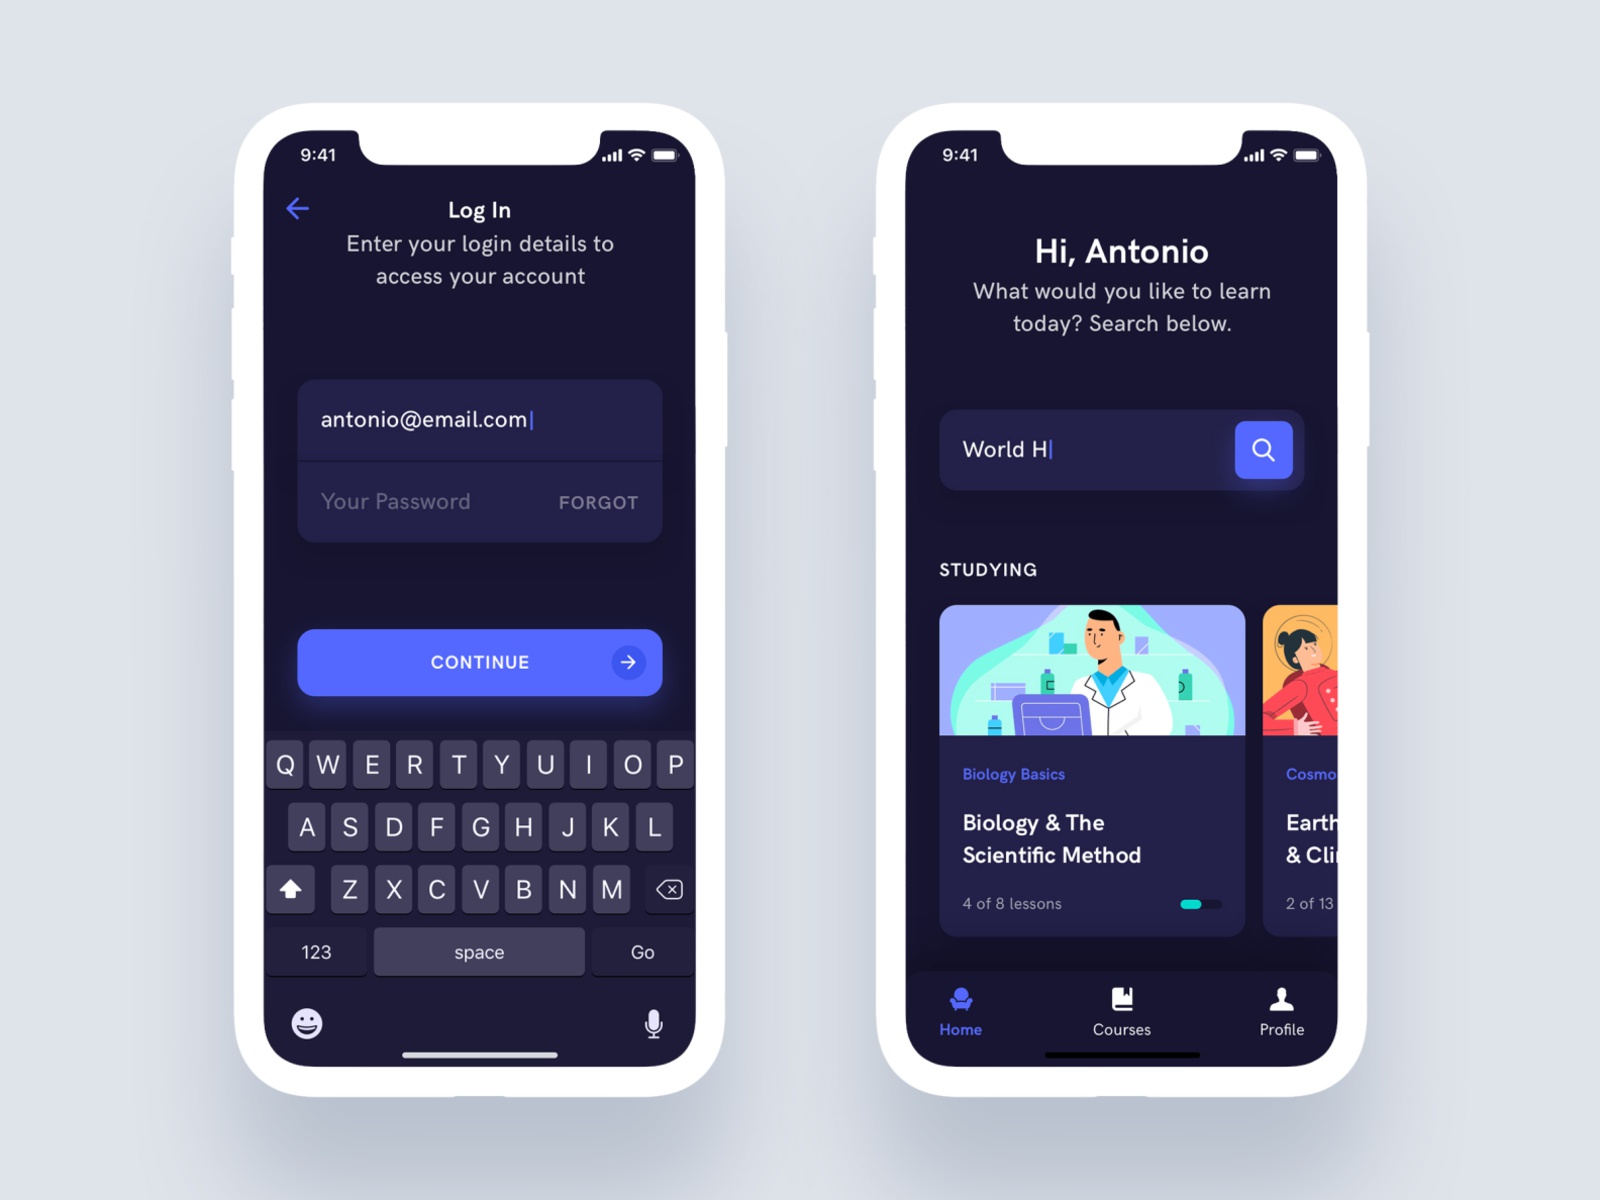 9:41
Log In
Enter your login details to
access your account
antonio@email.com
Your Password FORGOT
CONTINUE
Q W E R T Y U I O P
A S D F G H J K L
Z X C V B N M
123 space Go
9:41
Hi, Antonio
What would you like to learn
today? Search below.
World H
STUDYING
Biology Basics
Biology & The
Scientific Method
4 of 8 lessons
Cosmo
Earth
& Cli
2 of 13
Home Courses Profile